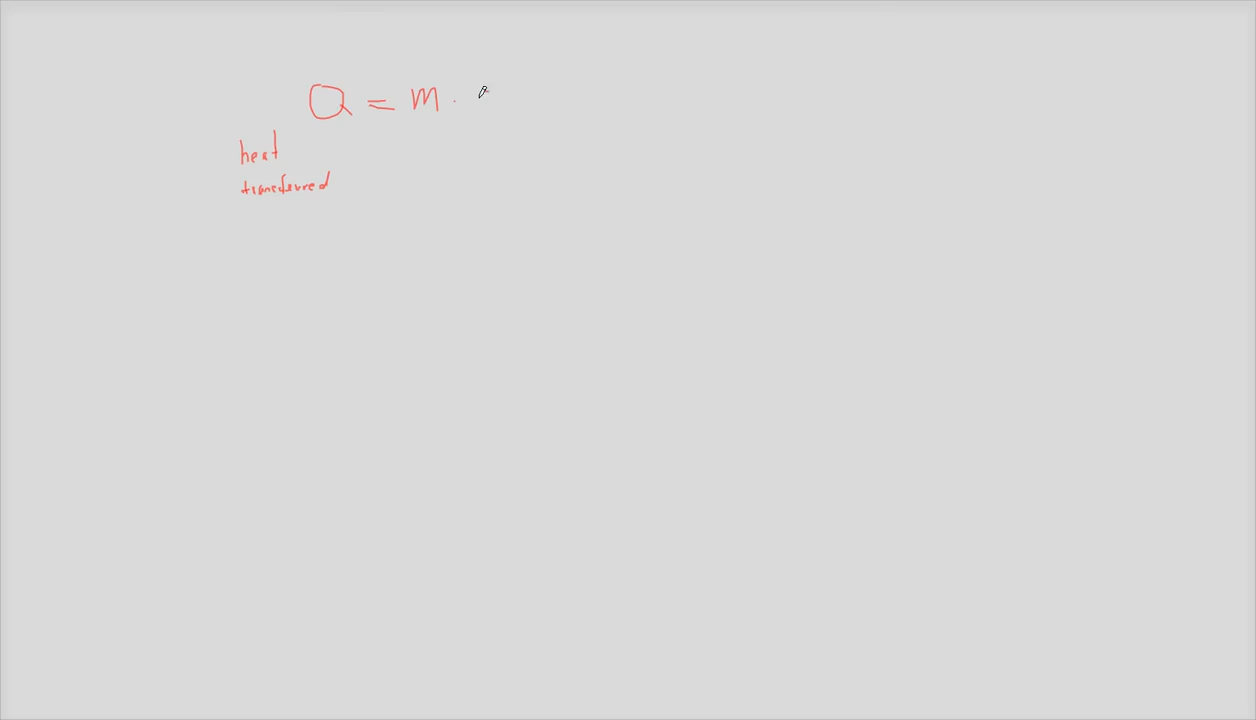 Q = m ·
heat
transferred